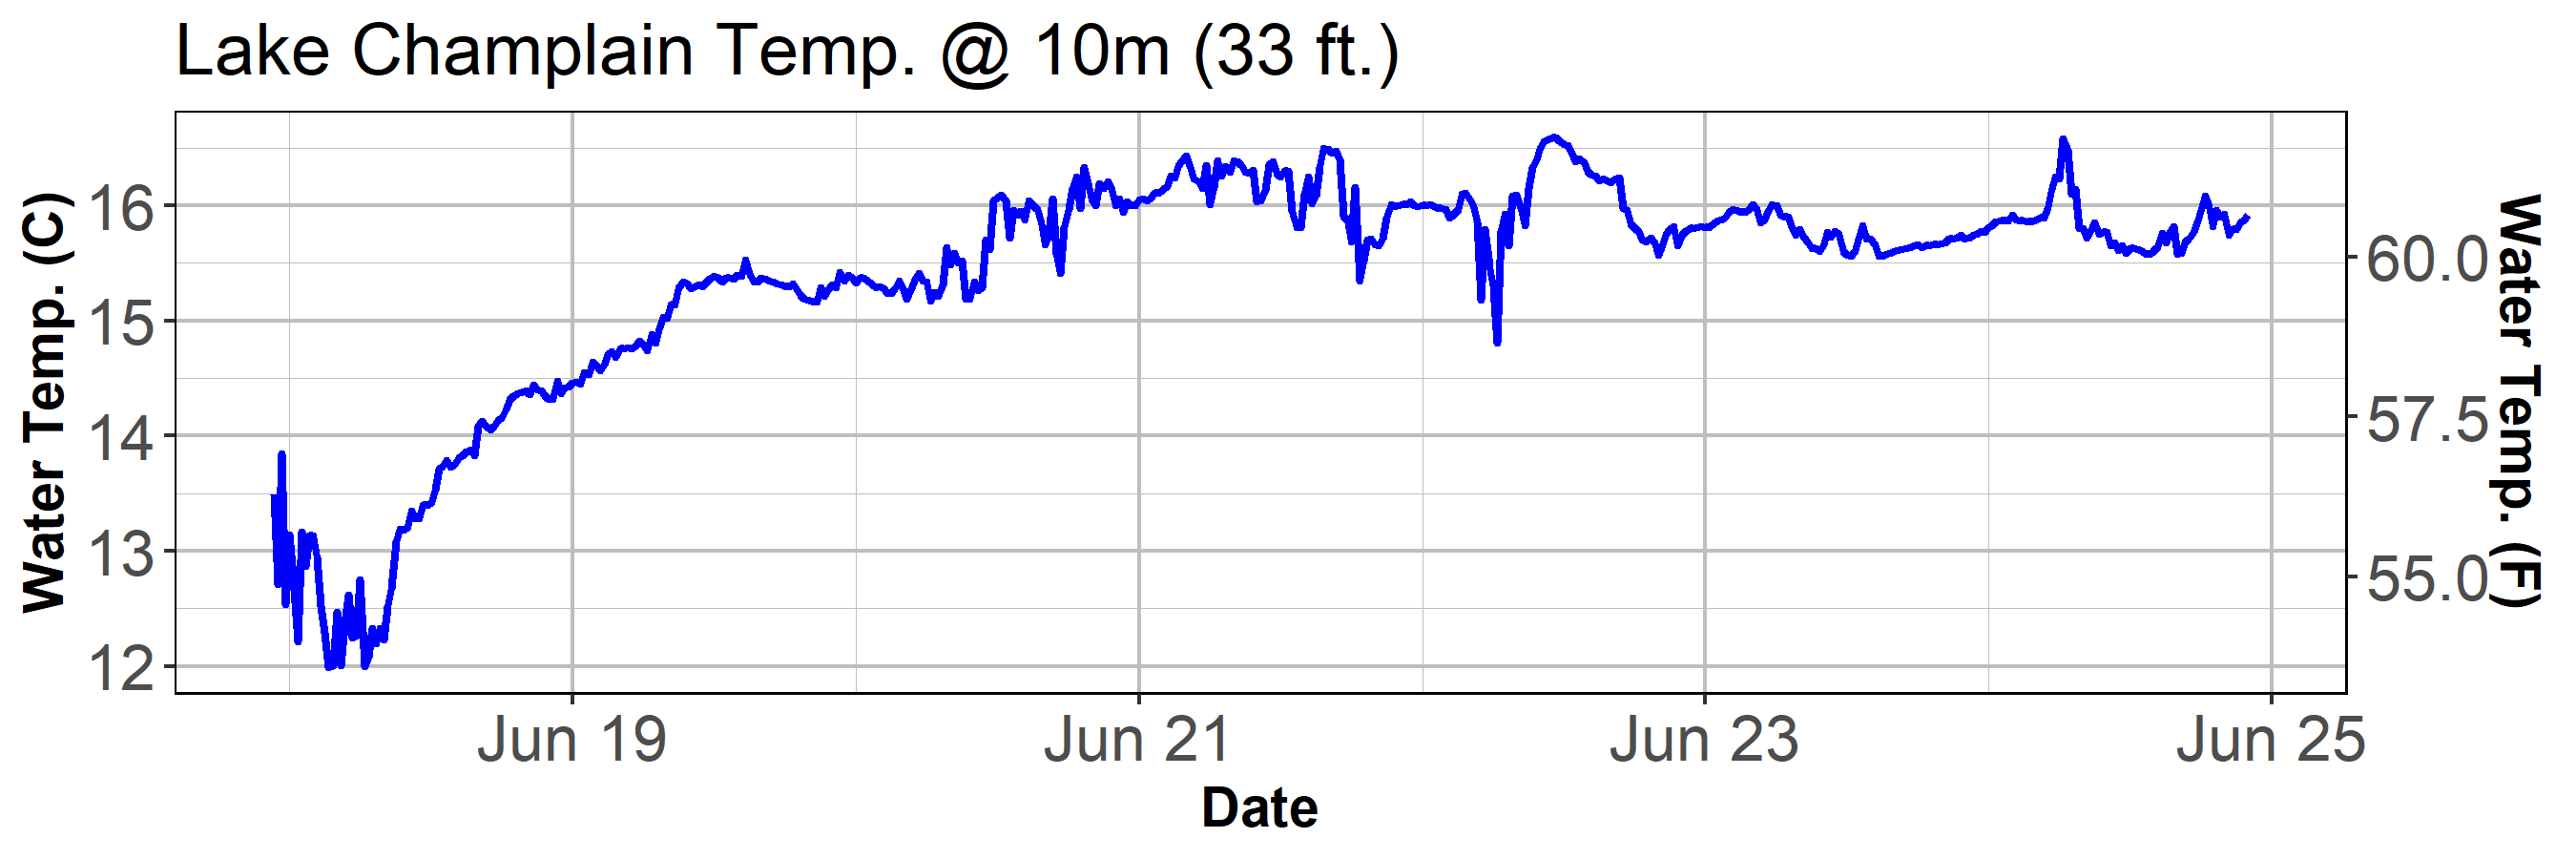 Lake Champlain Temp. @ 10m (33 ft.)
Water Temp. (C)
16
15
14
13
12
60.0
57.5
55.0
Water Temp. (F)
Jun 19 Jun 21 Jun 23 Jun 25
Date